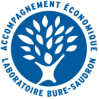 ACCOMPAGNEMENT ÉCONOMIQUE
LABORATOIRE BURE-SAUDRON